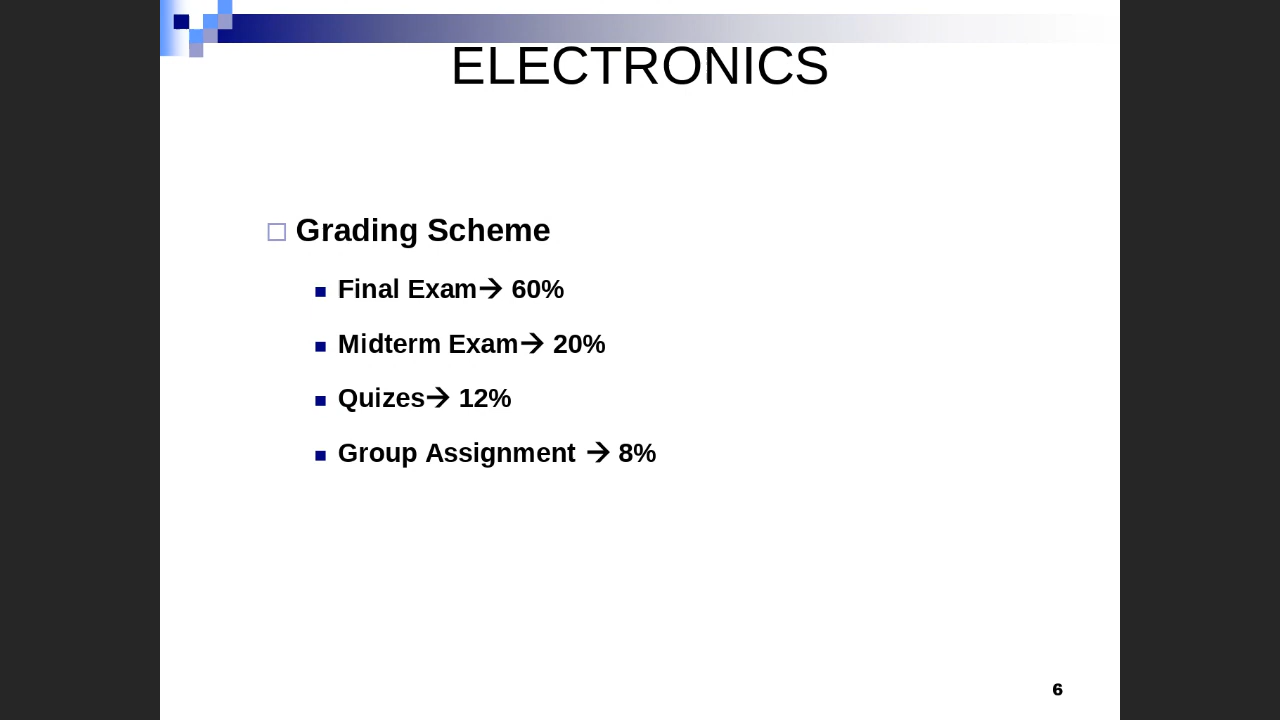 ELECTRONICS
Grading Scheme
Final Exam→ 60%
Midterm Exam→ 20%
Quizes→ 12%
Group Assignment → 8%
6